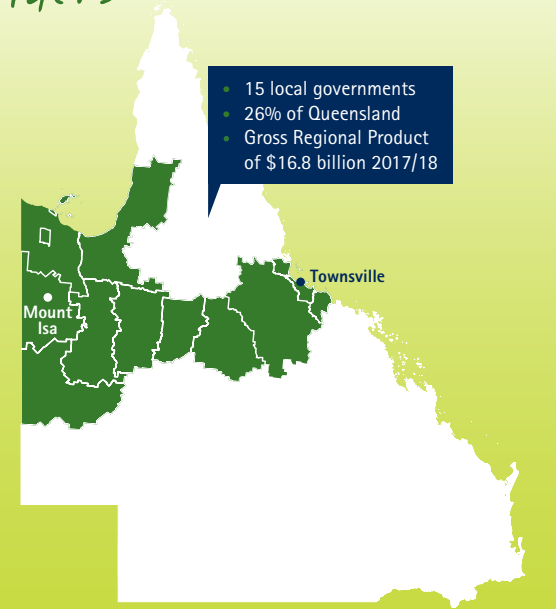 • 15 local governments
• 26% of Queensland
• Gross Regional Product
of $16.8 billion 2017/18
Townsville
Mount
Isa